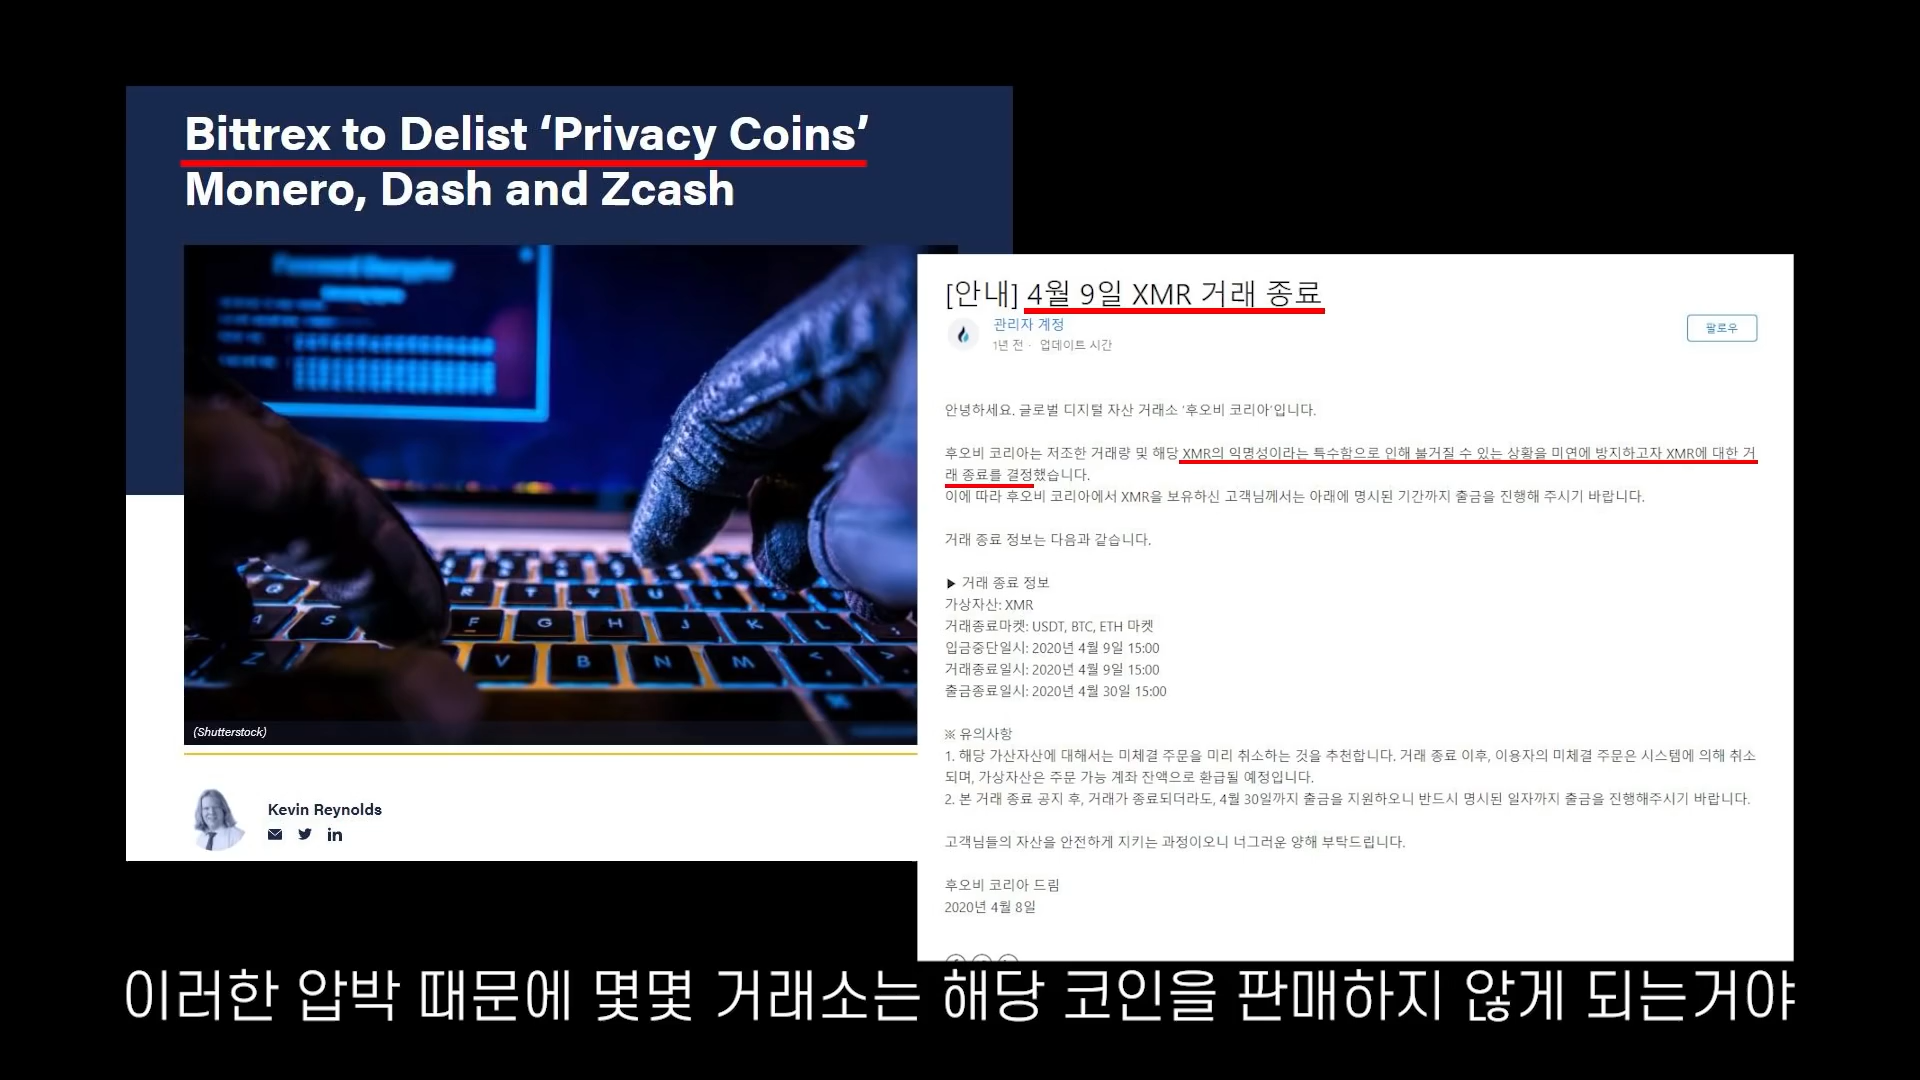 Bittrex to Delist ‘Privacy Coins’
Monero, Dash and Zcash
(Shutterstock)
Kevin Reynolds
[안내] 4월 9일 XMR 거래 종료
관리자 계정
1년 전 · 업데이트 시간
팔로우
안녕하세요. 글로벌 디지털 자산 거래소 '후오비 코리아'입니다.
후오비 코리아는 저조한 거래량 및 해당 XMR의 익명성이라는 특수함으로 인해 불거질 수 있는 상황을 미연에 방지하고자 XMR에 대한 거
래 종료를 결정했습니다.
이에 따라 후오비 코리아에서 XMR을 보유하신 고객님께서는 아래에 명시된 기간까지 출금을 진행해 주시기 바랍니다.
거래 종료 정보는 다음과 같습니다.
▶ 거래 종료 정보
가상자산: XMR
거래종료마켓: USDT, BTC, ETH 마켓
입금중단일시: 2020년 4월 9일 15:00
거래종료일시: 2020년 4월 9일 15:00
출금종료일시: 2020년 4월 30일 15:00
※ 유의사항
1. 해당 가산자산에 대해서는 미체결 주문을 미리 취소하는 것을 추천합니다. 거래 종료 이후, 이용자의 미체결 주문은 시스템에 의해 취소
되며, 가상자산은 주문 가능 계좌 잔액으로 환급될 예정입니다.
2. 본 거래 종료 공지 후, 거래가 종료되더라도, 4월 30일까지 출금을 지원하오니 반드시 명시된 일자까지 출금을 진행해주시기 바랍니다.
고객님들의 자산을 안전하게 지키는 과정이오니 너그러운 양해 부탁드립니다.
후오비 코리아 드림
2020년 4월 8일
이러한 압박 때문에 몇몇 거래소는 해당 코인을 판매하지 않게 되는거야